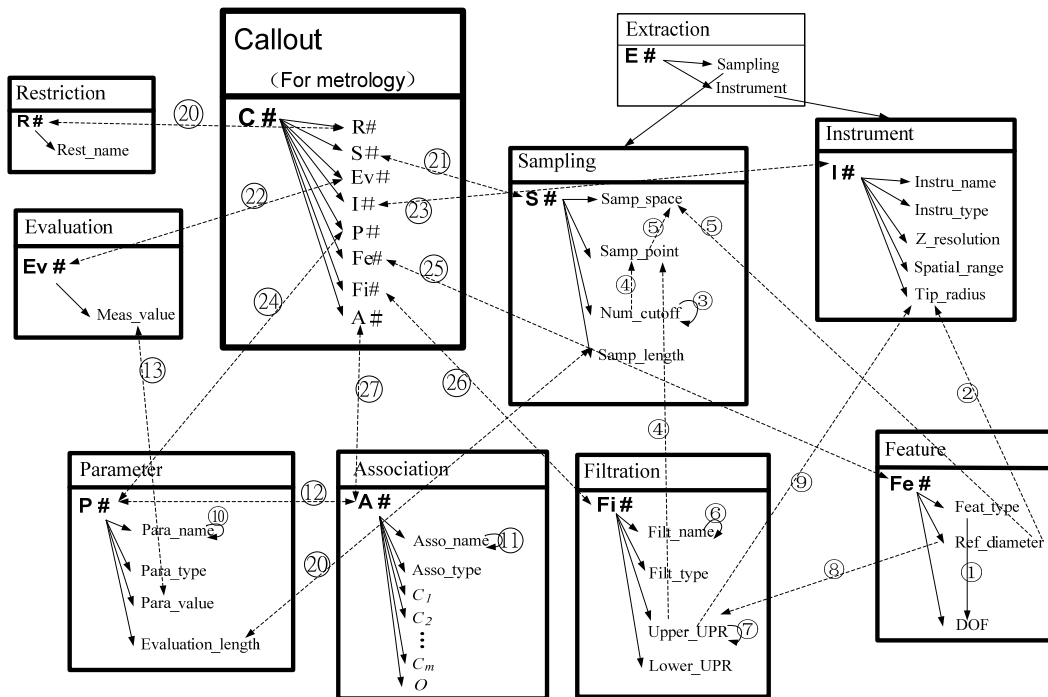 Callout
（For metrology）
C #
R#
S #
Ev#
I #
P #
Fe#
Fi#
A #
Extraction
E #
Sampling
Instrument
Restriction
R #
Rest_name
⑳
㉑
㉒
㉓
㉔
㉕
㉖
㉗
Sampling
S #
Samp_space
⑤
Samp_point
④
Num_cutoff
③
Samp_length
Instrument
I #
Instru_name
Instru_type
Z_resolution
Spatial_range
Tip_radius
⑤
②
⑨
④
⑧
Evaluation
Ev #
Meas_value
⑬
Parameter
P #
Para_name
⑩
Para_type
Para_value
Evaluation_length
⑫
⑳
Association
A #
Asso_name
⑪
Asso_type
C1
C2
Cm
O
Filtration
Fi #
Filt_name
⑥
Filt_type
Upper_UPR
⑦
Lower_UPR
Feature
Fe #
Feat_type
Ref_diameter
①
DOF